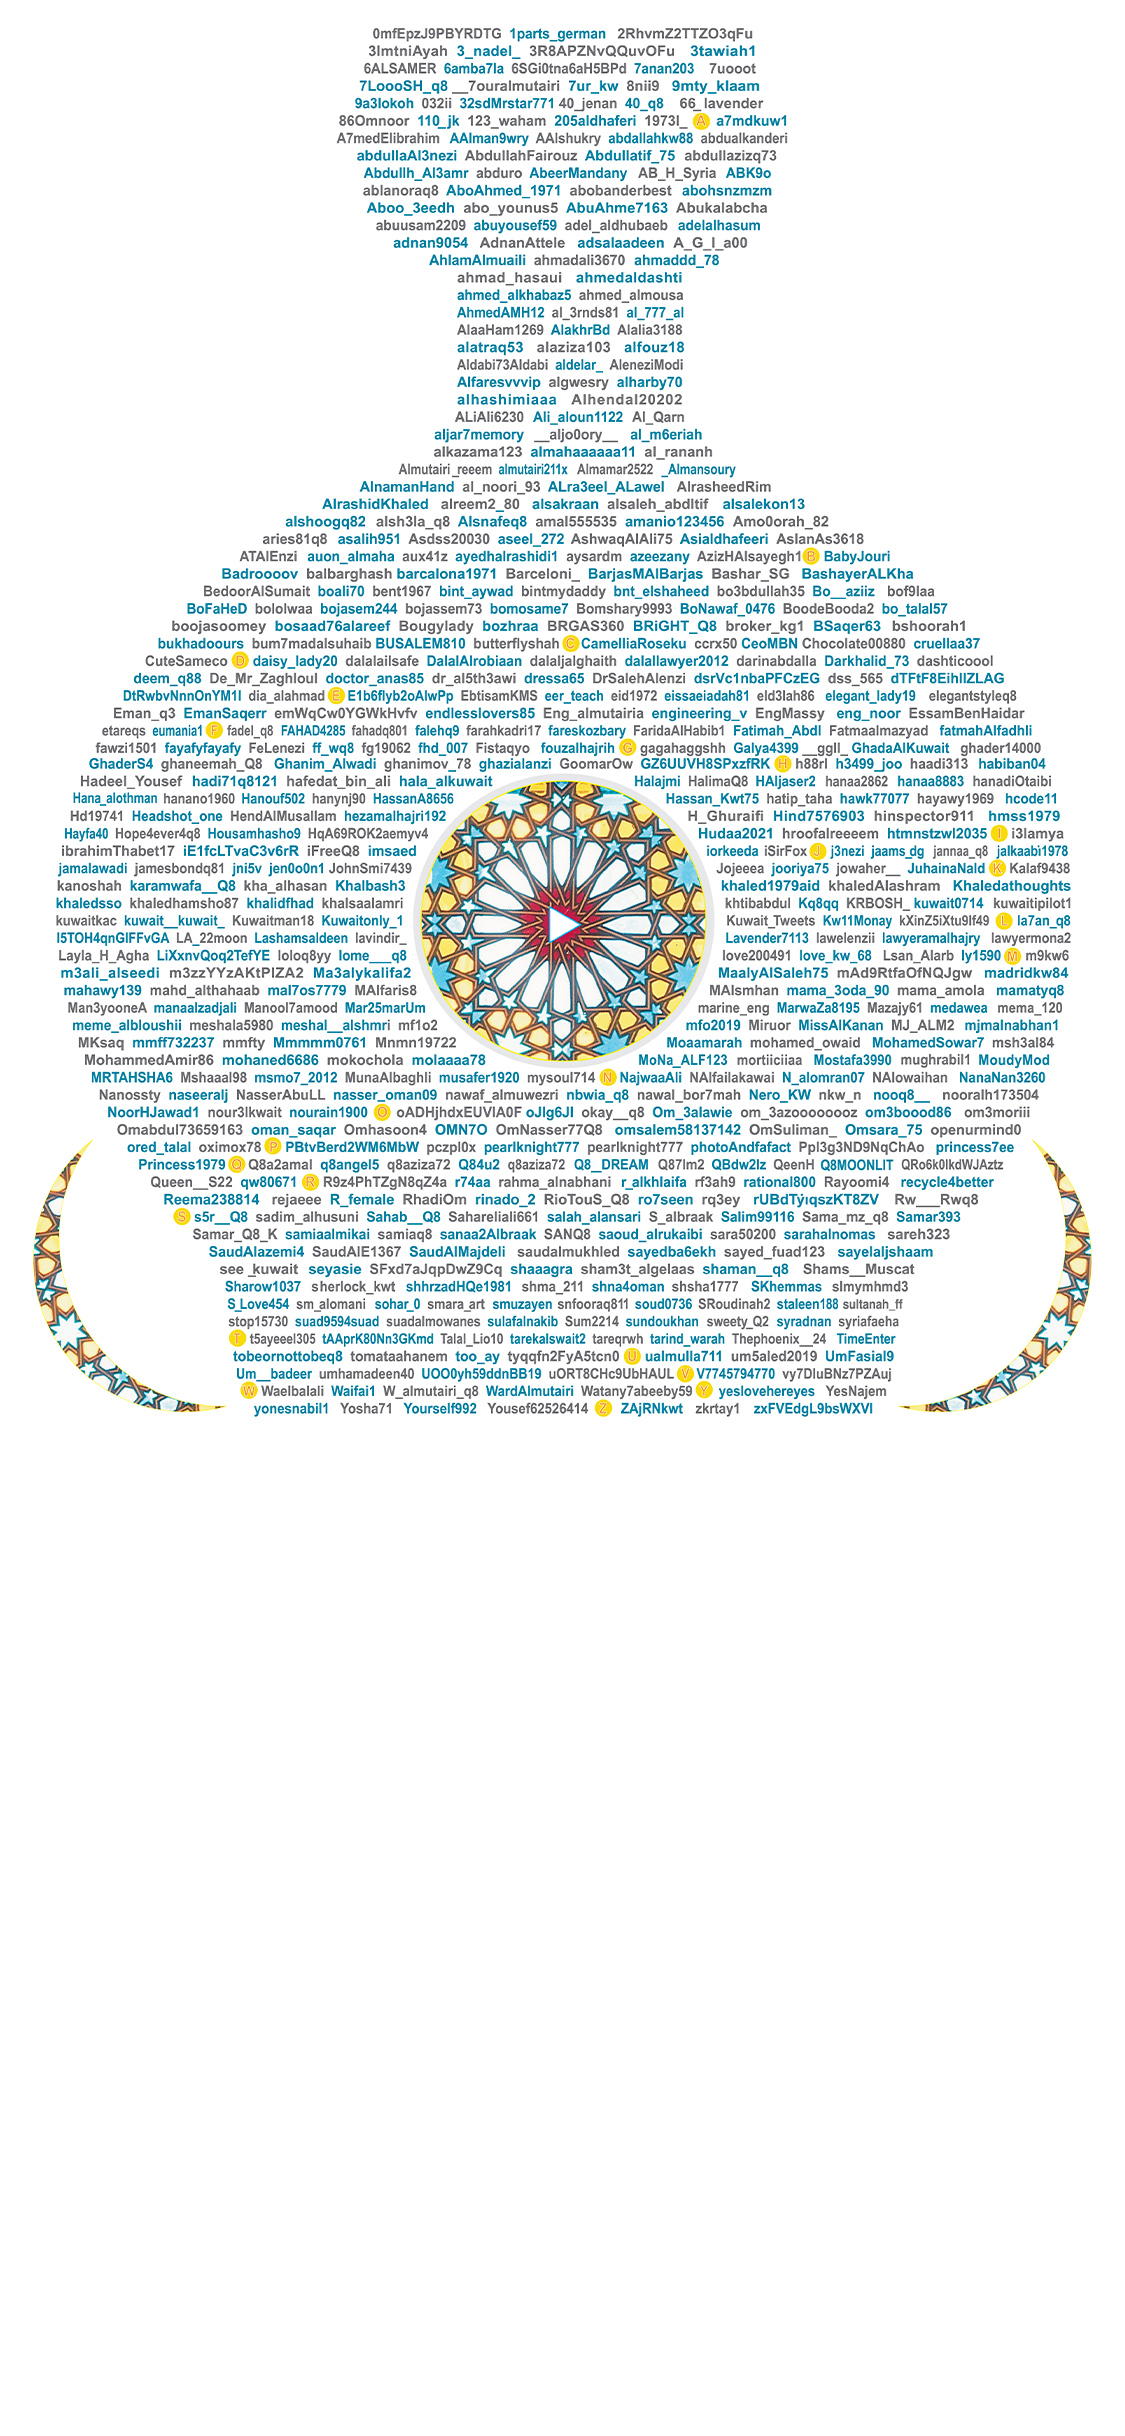 0mfEpzJ9PBYRDTG 1parts_german 2RhvmZ2TTZO3qFu
3ImtniAyah 3_nadel_ 3R8APZNvQQuvOFu 3tawiah1
6ALSAMER 6amba7la 6SGi0tna6aH5BPd 7anan203 7uooot
7LoooSH_q8 __7ouralmutairi 7ur_kw 8nii9 9mty_klaam
9a3lokoh 032ii 32sdMrstar771 40_jenan 40_q8 66_lavender
86Omnoor 110_jk 123_waham 205aldhaferi 1973I_ A a7mdkuw1
A7medElibrahim AAlman9wry AAlshukry abdallahkw88 abdualkanderi
abdullaAl3nezi AbdullahFairouz Abdullatif_75 abdullazizq73
Abdullh_Al3amr abduro AbeerMandany AB_H_Syria ABK9o
ablanoraq8 AboAhmed_1971 abobanderbest abohsnzmzm
Aboo_3eedh abo_younus5 AbuAhme7163 Abukalabcha
abuusam2209 abuyousef59 adel_aldhubaeb adelalhasum
adnan9054 AdnanAttele adsalaadeen A_G_I_a00
AhlamAlmuaili ahmadali3670 ahmaddd_78
ahmad_hasaui ahmedaldashti
ahmed_alkhabaz5 ahmed_almousa
AhmedAMH12 al_3rnds81 al_777_al
AlaaHam1269 AlakhrBd Alalia3188
alatraq53 alaziza103 alfouz18
Aldabi73Aldabi aldelar_ AleneziModi
Alfaresvvvip algwesry alharby70
alhashimiaaa Alhendal20202
ALiAli6230 Ali_aloun1122 Al_Qarn
aljar7memory __aljo0ory__ al_m6eriah
alkazama123 almahaaaaaa11 al_rananh
Almutairi_reeem almutairi211x Almamar2522 _Almansoury
AlnamanHand al_noori_93 ALra3eel_ALawel AlrasheedRim
AlrashidKhaled alreem2_80 alsakraan alsaleh_abdltif alsalekon13
alshoogq82 alsh3la_q8 Alsnafeq8 amal555535 amanio123456 Amo0orah_82
aries81q8 asalih951 Asdss20030 aseel_272 AshwaqAlAli75 Asialdhafeeri AslanAs3618
ATAlEnzi auon_almaha aux41z ayedhalrashidi1 aysardm azeezany AzizHAlsayegh1 B BabyJouri
Badroooov balbarghash barcalona1971 Barceloni_ BarjasMAlBarjas Bashar_SG BashayerALKha
BedoorAlSumait boali70 bent1967 bint_aywad bintmydaddy bnt_elshaheed bo3bdullah35 Bo__aziiz bof9laa
BoFaHeD bololwaa bojasem244 bojassem73 bomosame7 Bomshary9993 BoNawaf_0476 BoodeBooda2 bo_talal57
boojasoomey bosaad76alareef Bougylady bozhraa BRGAS360 BRiGHT_Q8 broker_kg1 BSaqer63 bshoorah1
bukhadoours bum7madalsuhaib BUSALEM810 butterflyshah C CamelliaRoseku ccrx50 CeoMBN Chocolate00880 cruellaa37
CuteSameco D daisy_lady20 dalalailsafe DalalAlrobiaan dalaljalghaith dalallawyer2012 darinabdalla Darkhalid_73 dashticoool
deem_q88 De_Mr_Zaghloul doctor_anas85 dr_al5th3awi dressa65 DrSalehAlenzi dsrVc1nbaPFCzEG dss_565 dTFtF8EihllZLAG
DtRwbvNnnOnYM1l dia_alahmad E E1b6flyb2oAlwPp EbtisamKMS eer_teach eid1972 eissaeiadah81 eld3lah86 elegant_lady19 elegantstyleq8
Eman_q3 EmanSaqerr emWqCw0YGWkHvfv endlesslovers85 Eng_almutairia engineering_v EngMassy eng_noor EssamBenHaidar
etareqs eumania1 F fadel_q8 FAHAD4285 fahadq801 falehq9 farahkadri17 fareskozbary FaridaAlHabib1 Fatimah_Abdl Fatmaalmazyad fatmahAlfadhli
fawzi1501 fayafyfayafy FeLenezi ff_wq8 fg19062 fhd_007 Fistaqyo fouzalhajrih G gagahaggshh Galya4399 __ggll_ GhadaAlKuwait ghader14000
GhaderS4 ghaneemah_Q8 Ghanim_Alwadi ghanimov_78 ghazialanzi GoomarOw GZ6UUVH8SPxzfRK H h88rl h3499_joo haadi313 habiban04
Hadeel_Yousef hadi71q8121 hafedat_bin_ali hala_alkuwait Halajmi HalimaQ8 HAljaser2 hanaa2862 hanaa8883 hanadiOtaibi
Hana_alothman hanano1960 Hanouf502 hanynj90 HassanA8656 Hassan_Kwt75 hatip_taha hawk77077 hayawy1969 hcode11
Hd19741 Headshot_one HendAlMusallam hezamalhajri192 H_Ghuraifi Hind7576903 hinspector911 hmss1979
Hayfa40 Hope4ever4q8 Housamhasho9 HqA69ROK2aemyv4 Hudaa2021 hroofalreeeem htmnstzwl2035 I i3lamya
ibrahimThabet17 iE1fcLTvaC3v6rR iFreeQ8 imsaed iorkeeda iSirFox J j3nezi jaams_dg jannaa_q8 jalkaabi1978
jamalawadi jamesbondq81 jni5v jen0o0n1 JohnSmi7439 Jojeeea jooriya75 jowaher__ JuhainaNald K Kalaf9438
kanoshah karamwafa__Q8 kha_alhasan Khalbash3 khaled1979aid khaledAlashram Khaledathoughts
khaledsso khaledhamsho87 khalidfhad khalsaalamri khtibabdul Kq8qq KRBOSH_ kuwait0714 kuwaitipilot1
kuwaitkac kuwait__kuwait_ Kuwaitman18 Kuwaitonly_1 Kuwait_Tweets Kw11Monay kXinZ5iXtu9lf49 L la7an_q8
l5TOH4qnGlFFvGA LA_22moon Lashamsaldeen lavindir_ Lavender7113 lawelenzii lawyeramalhajry lawyermona2
Layla_H_Agha LiXxnvQoq2TefYE loloq8yy lome___q8 love200491 love_kw_68 Lsan_Alarb ly1590 M m9kw6
m3ali_alseedi m3zzYYzAKtPIZA2 Ma3alykalifa2 MaalyAlSaleh75 mAd9RtfaOfNQJgw madridkw84
mahawy139 mahd_althahaab mal7os7779 MAlfaris8 MAlsmhan mama_3oda_90 mama_amola mamatyq8
Man3yooneA manaalzadjali Manool7amood Mar25marUm marine_eng MarwaZa8195 Mazajy61 medawea mema_120
meme_albloushii meshala5980 meshal__alshmri mf1o2 mfo2019 Miruor MissAlKanan MJ_ALM2 mjmalnabhan1
MKsaq mmff732237 mmfty Mmmmm0761 Mnmn19722 Moaamarah mohamed_owaid MohamedSowar7 msh3al84
MohammedAmir86 mohaned6686 mokochola molaaaa78 MoNa_ALF123 mortiiciiaa Mostafa3990 mughrabil1 MoudyMod
MRTAHSHA6 Mshaaal98 msmo7_2012 MunaAlbaghli musafer1920 mysoul714 N NajwaaAli NAlfailakawai N_alomran07 NAlowaihan NanaNan3260
Nanossty naseeralj NasserAbuLL nasser_oman09 nawaf_almuwezri nbwia_q8 nawal_bor7mah Nero_KW nkw_n nooq8__ nooralh173504
NoorHJawad1 nour3lkwait nourain1900 O oADHjhdxEUVIA0F oJIg6JI okay__q8 Om_3alawie om_3azoooooooz om3boood86 om3moriii
Omabdul73659163 oman_saqar Omhasoon4 OMN7O OmNasser77Q8 omsalem58137142 OmSuliman_ Omsara_75 openurmind0
ored_talal oximox78 P PBtvBerd2WM6MbW pczpl0x pearlknight777 pearlknight777 photoAndfafact Ppl3g3ND9NqChAo princess7ee
Princess1979 Q Q8a2amal q8angel5 q8aziza72 Q84u2 q8aziza72 Q8_DREAM Q87lm2 QBdw2lz QeenH Q8MOONLIT QRo6k0lkdWJAztz
Queen__S22 qw80671 R R9z4PhTZgN8qZ4a r74aa rahma_alnabhani r_alkhlaifa rf3ah9 rational800 Rayoomi4 recycle4better
Reema238814 rejaeee R_female RhadiOm rinado_2 RioTouS_Q8 ro7seen rq3ey rUBdTyıqszKT8ZV Rw___Rwq8
S s5r__Q8 sadim_alhusuni Sahab__Q8 Sahareliali661 salah_alansari S_albraak Salim99116 Sama_mz_q8 Samar393
Samar_Q8_K samiaalmikai samiaq8 sanaa2Albraak SANQ8 saoud_alrukaibi sara50200 sarahalnomas sareh323
SaudAlazemi4 SaudAlE1367 SaudAlMajdeli saudalmukhled sayedba6ekh sayed_fuad123 sayelaljshaam
see_kuwait seyasie SFxd7aJqpDwZ9Cq shaaagra sham3t_algelaas shaman__q8 Shams__Muscat
Sharow1037 sherlock_kwt shhrzadHQe1981 shma_211 shna4oman shsha1777 SKhemmas slmymhmd3
S_Love454 sm_alomani sohar_0 smara_art smuzayen snfooraq811 soud0736 SRoudinah2 staleen188 sultanah_ff
stop15730 suad9594suad suadalmowanes sulafalnakib Sum2214 sundoukhan sweety_Q2 syradnan syriafaeha
T t5ayeeel305 tAAprK80Nn3GKmd Talal_Lio10 tarekalswait2 tareqrwh tarind_warah Thephoenix__24 TimeEnter
tobeornottobeq8 tomataahanem too_ay tyqqfn2FyA5tcn0 U ualmulla711 um5aled2019 UmFasial9
Um__badeer umhamadeen40 UOO0yh59ddnBB19 uORT8CHc9UbHAUL V V7745794770 vy7DluBNz7PZAuj
W Waelbalali Waifai1 W_almutairi_q8 WardAlmutairi Watany7abeeby59 Y yeslovehereyes YesNajem
yonesnabil1 Yosha71 Yourself992 Yousef62526414 Z ZAjRNkwt zkrtay1 zxFVEdgL9bsWXVI